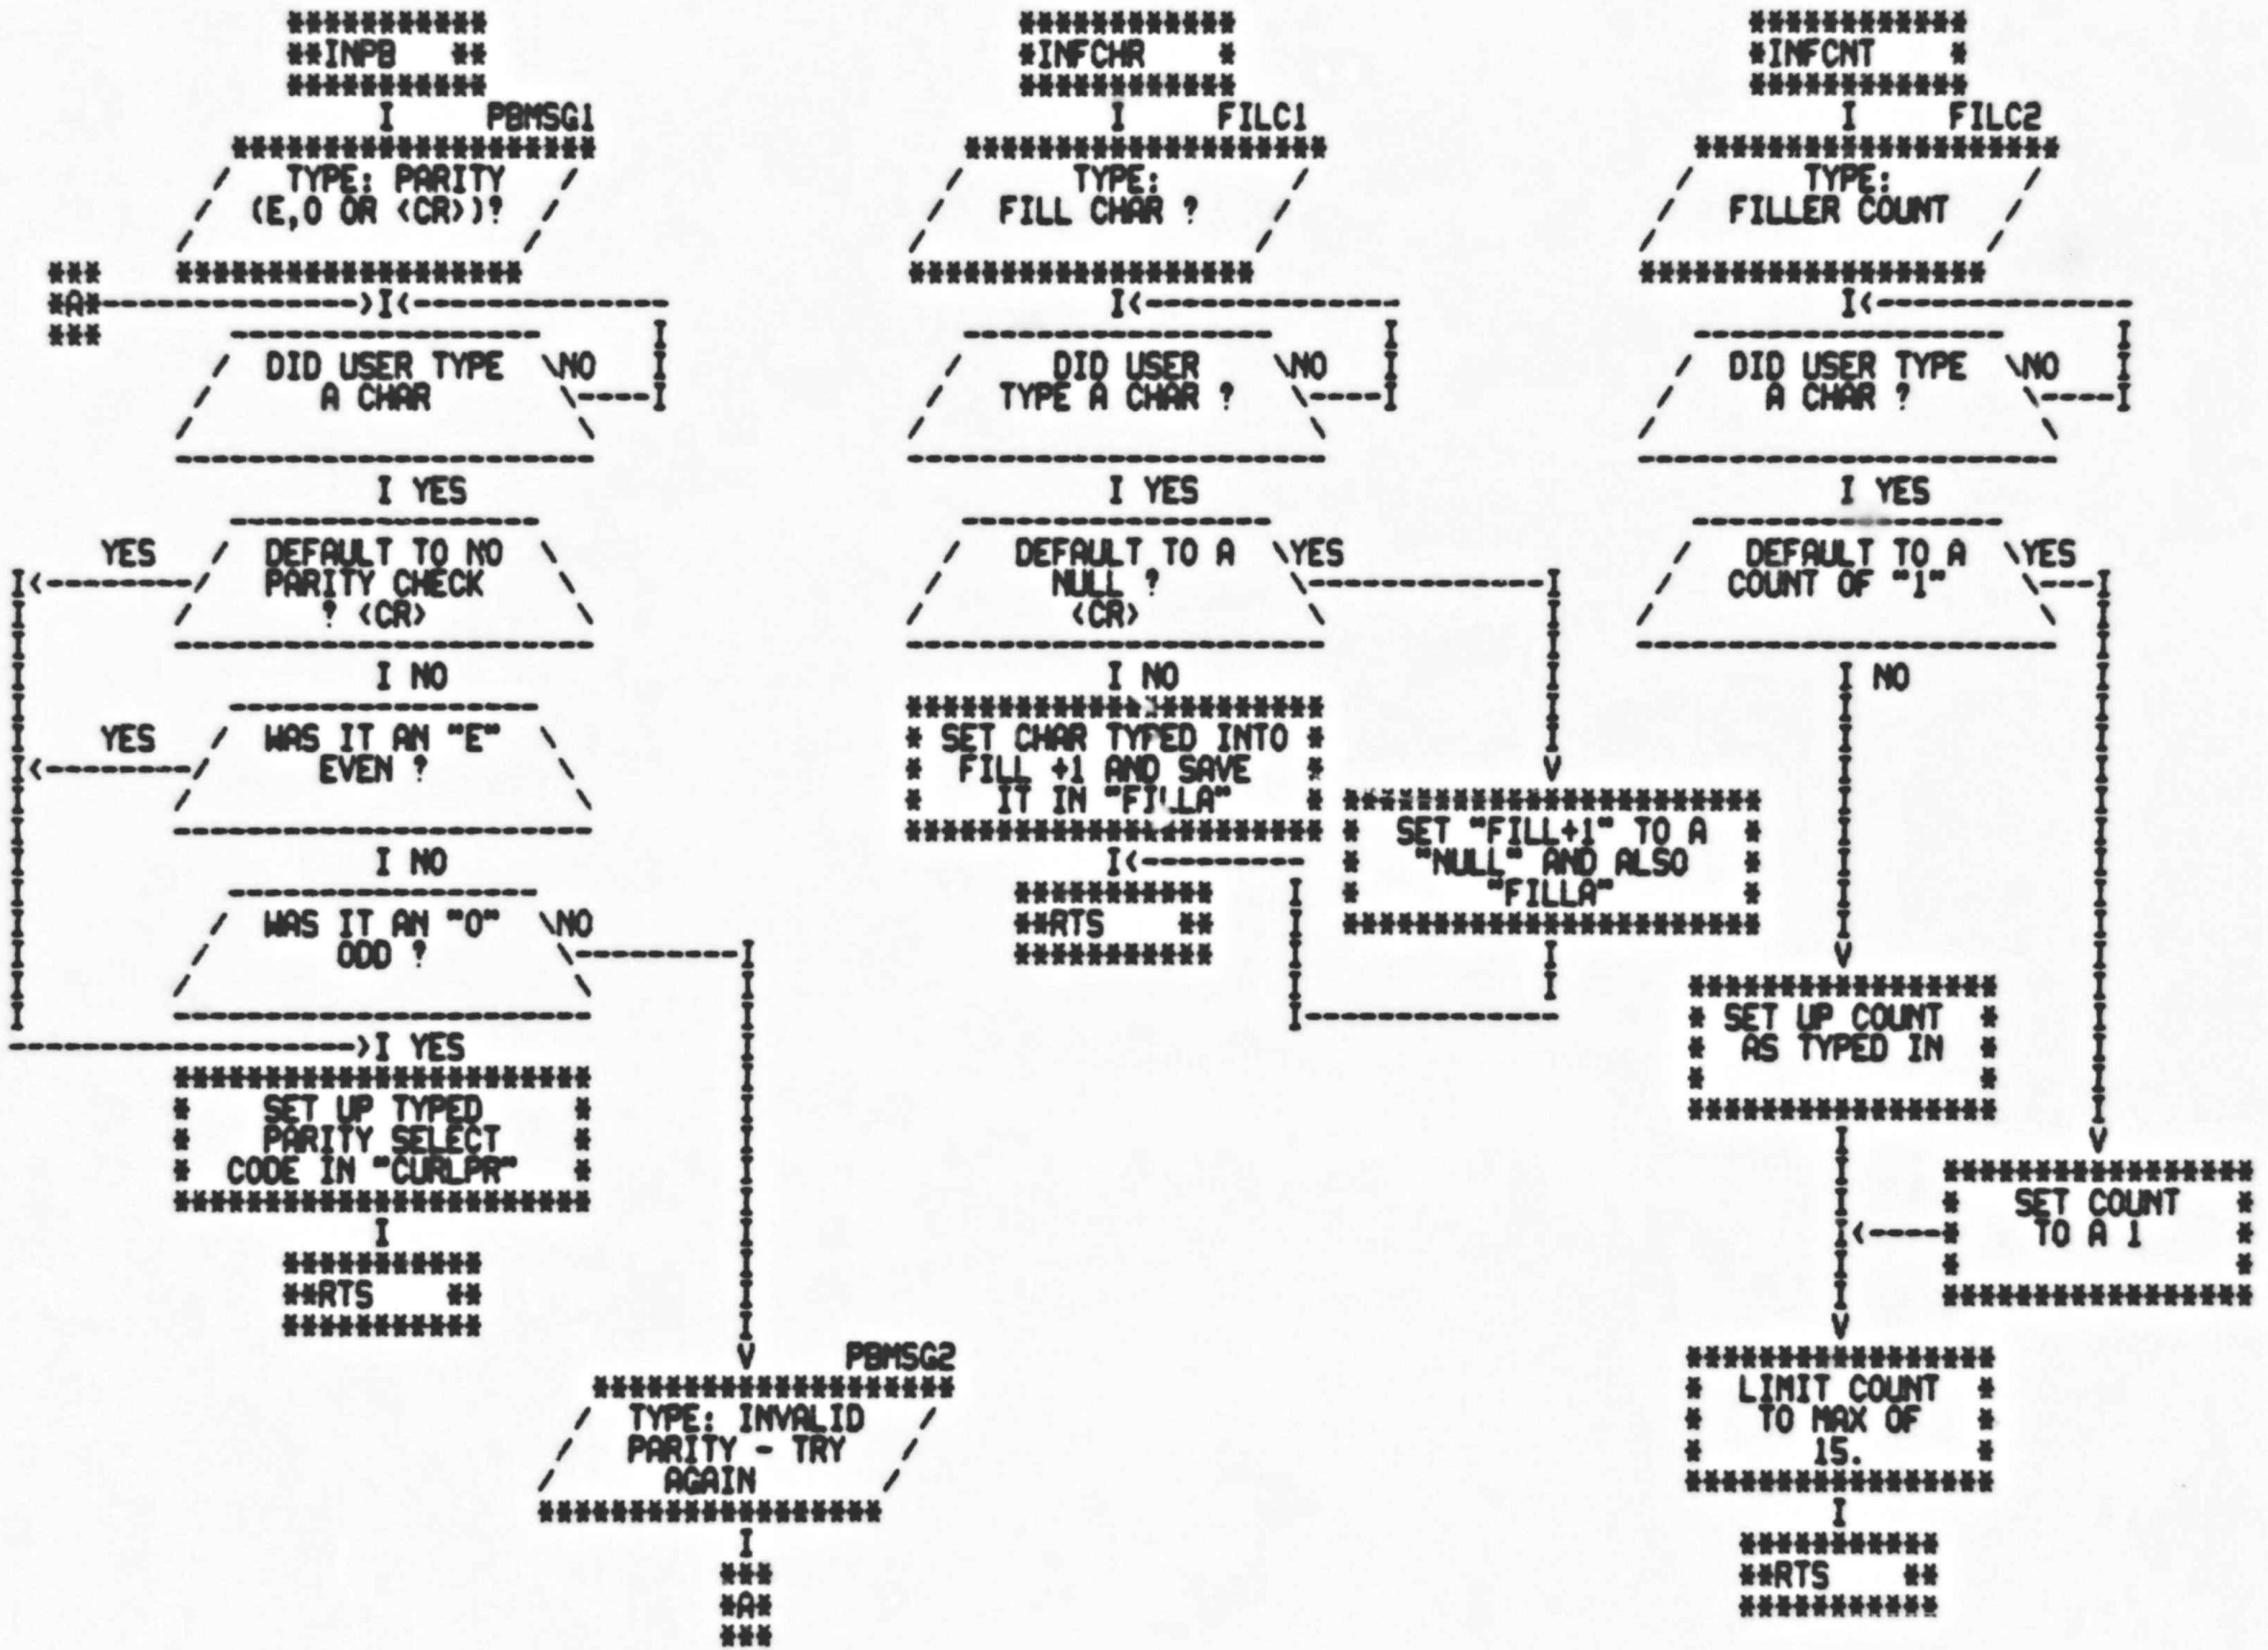 **INPB **
I PBMSG1
TYPE: PARITY
(E,O OR <CR>)?
*A*
DID USER TYPE
A CHAR
NO
I YES
DEFAULT TO NO
PARITY CHECK
? <CR>
YES
I NO
WAS IT AN "E"
EVEN ?
YES
I NO
WAS IT AN "O"
ODD ?
NO
I YES
SET UP TYPED
PARITY SELECT
CODE IN "CURLPR"
**RTS **
PBMSG2
TYPE: INVALID
PARITY - TRY
AGAIN
*A*
*INFCHR *
I FILC1
TYPE:
FILL CHAR ?
DID USER
TYPE A CHAR ?
NO
I YES
DEFAULT TO A
NULL ?
<CR>
YES
I NO
SET CHAR TYPED INTO
FILL +1 AND SAVE
IT IN "FILLA"
SET "FILL+1" TO A
"NULL" AND ALSO
"FILLA"
**RTS **
*INFCNT *
I FILC2
TYPE:
FILLER COUNT
DID USER TYPE
A CHAR ?
NO
I YES
DEFAULT TO A
COUNT OF "1"
YES
I NO
SET UP COUNT
AS TYPED IN
SET COUNT
TO A 1
LIMIT COUNT
TO MAX OF
15.
**RTS **